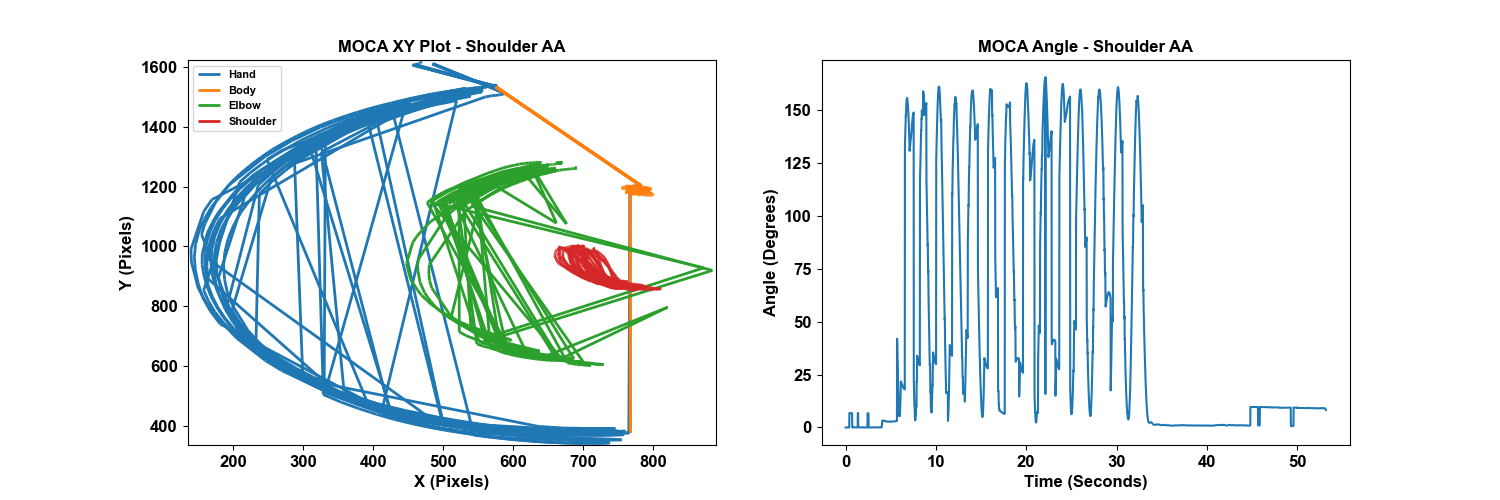 MOCA XY Plot - Shoulder AA
1600
1400
1200
1000
800
600
400
Y (Pixels)
Hand
Body
Elbow
Shoulder
200 300 400 500 600 700 800
X (Pixels)
MOCA Angle - Shoulder AA
150
125
100
75
50
25
0
Angle (Degrees)
0 10 20 30 40 50
Time (Seconds)